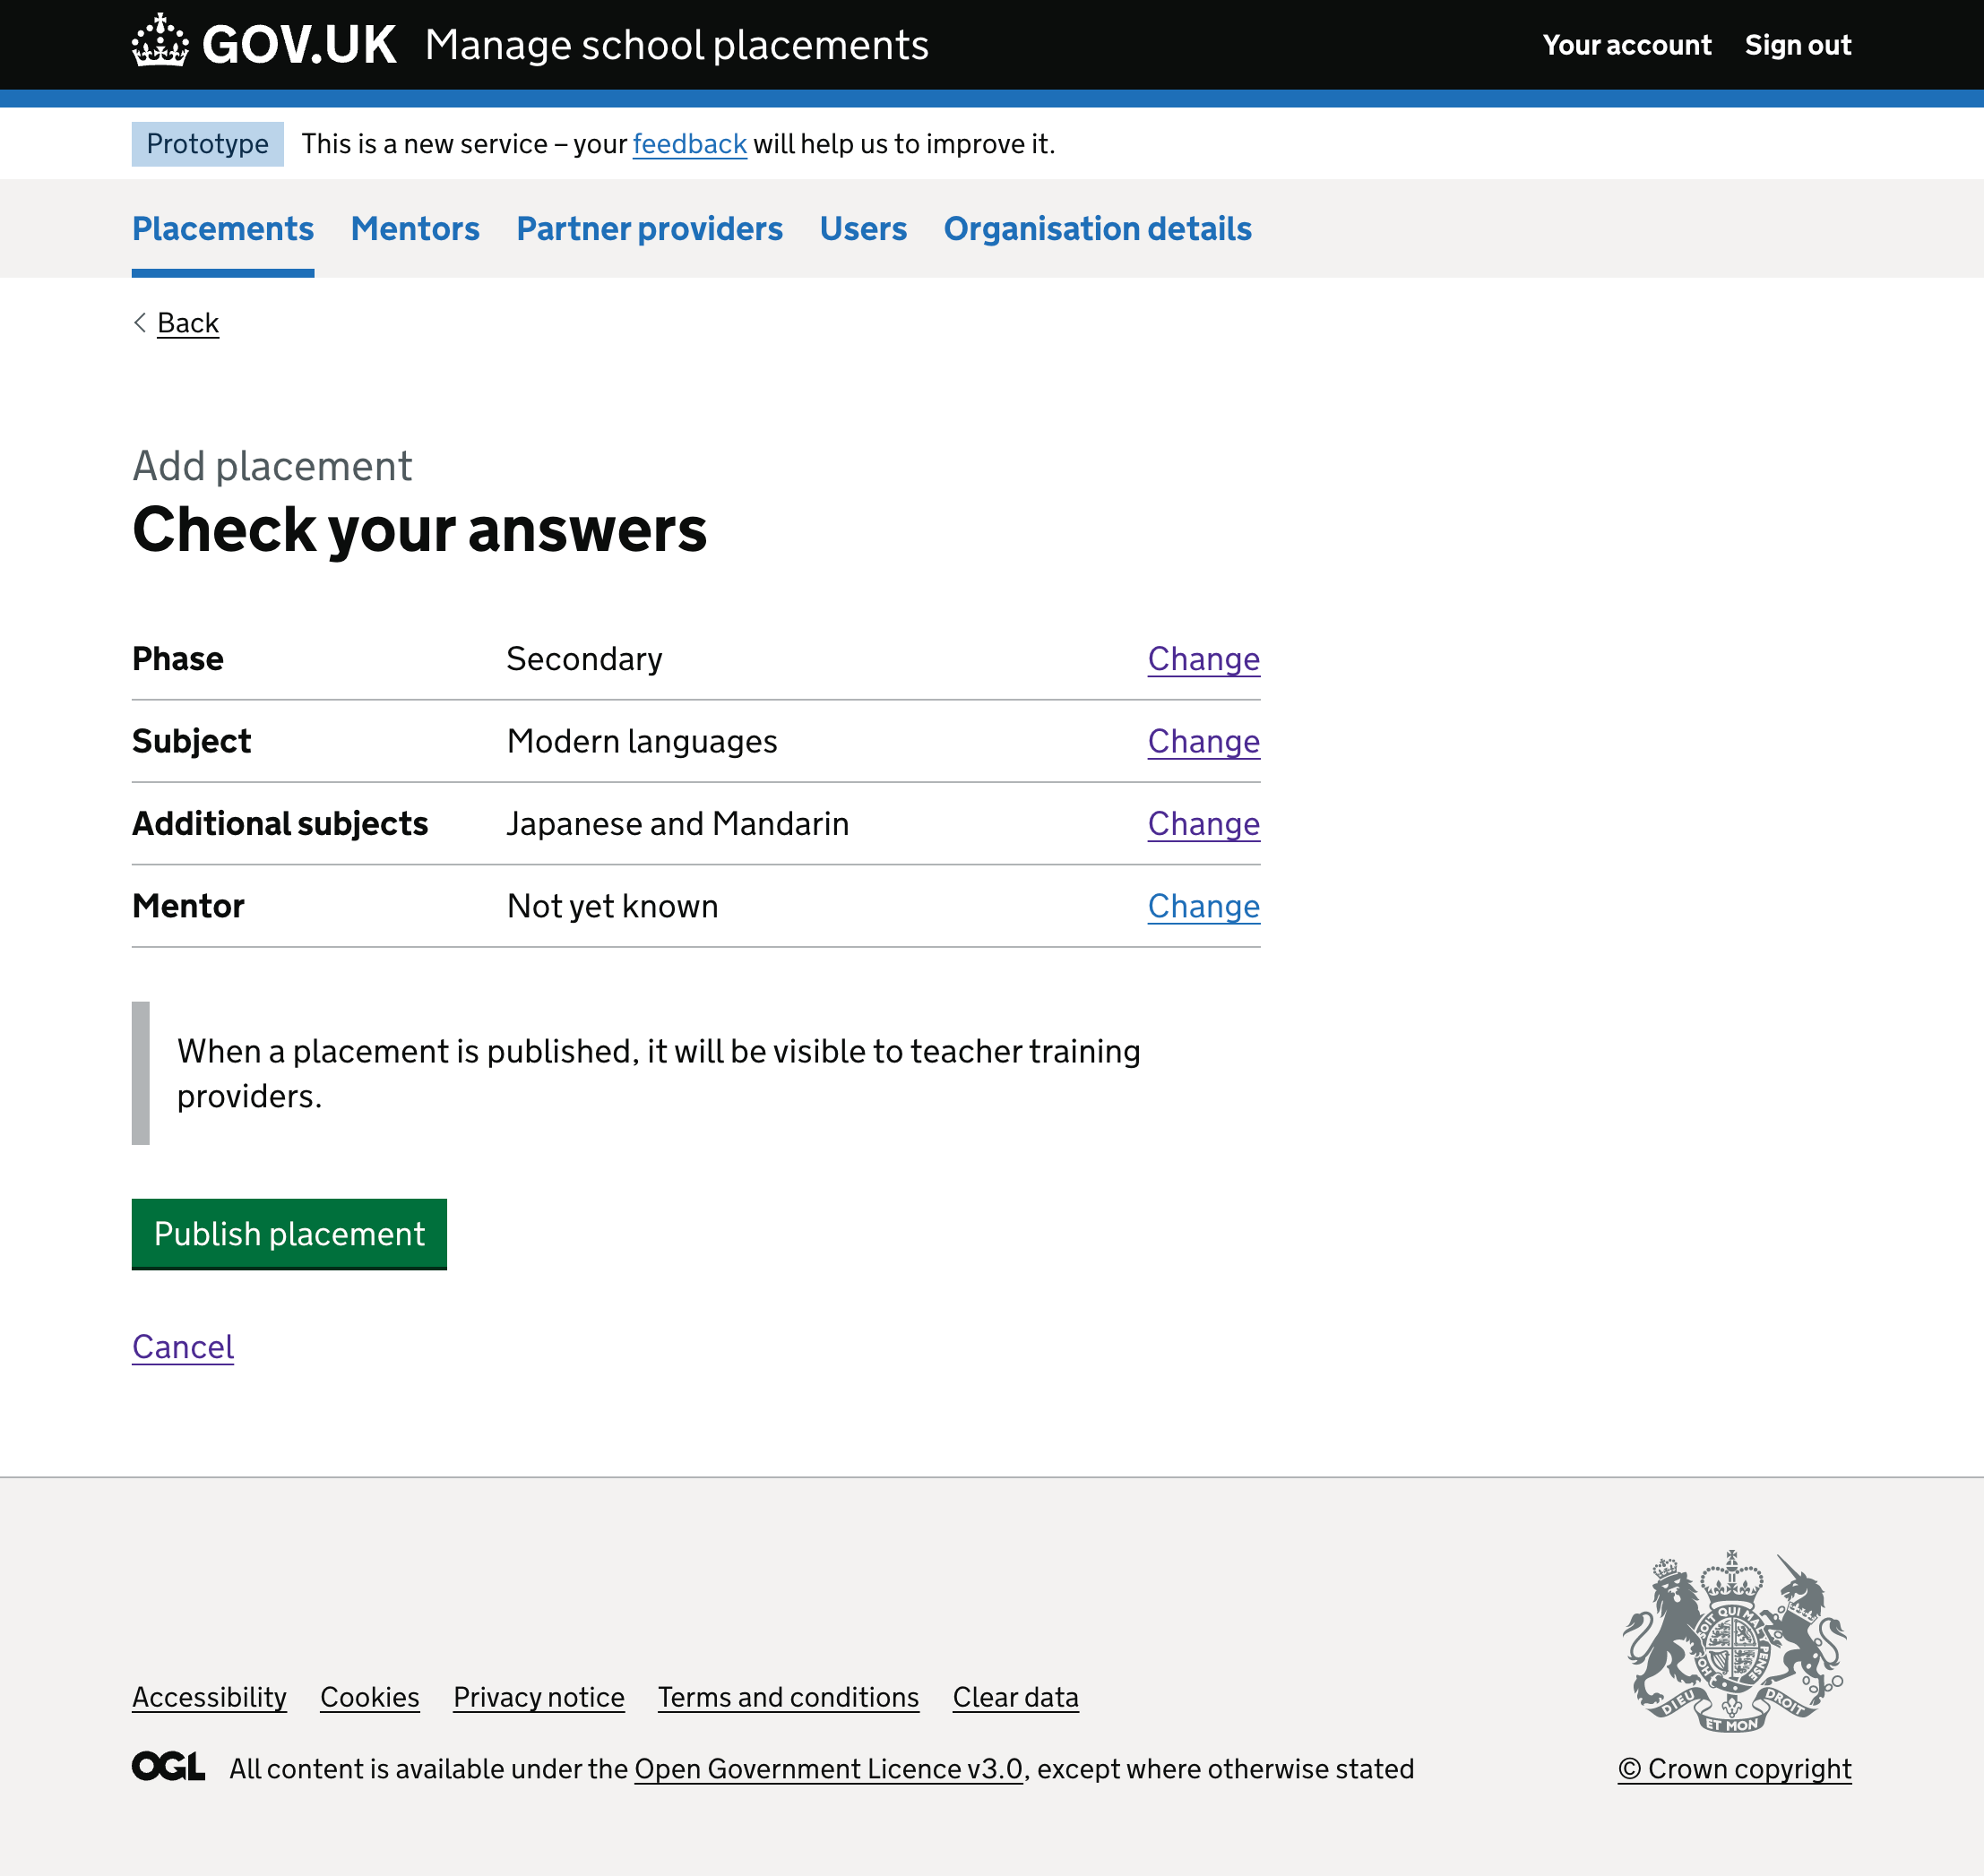 GOV.UK Manage school placements Your account Sign out
Prototype This is a new service – your feedback will help us to improve it.
Placements Mentors Partner providers Users Organisation details
Back
Add placement
Check your answers
Phase Secondary Change
Subject Modern languages Change
Additional subjects Japanese and Mandarin Change
Mentor Not yet known Change
When a placement is published, it will be visible to teacher training
providers.
Publish placement
Cancel
Accessibility Cookies Privacy notice Terms and conditions Clear data
OGL All content is available under the Open Government Licence v3.0, except where otherwise stated
DIEU ET MON DROIT
© Crown copyright